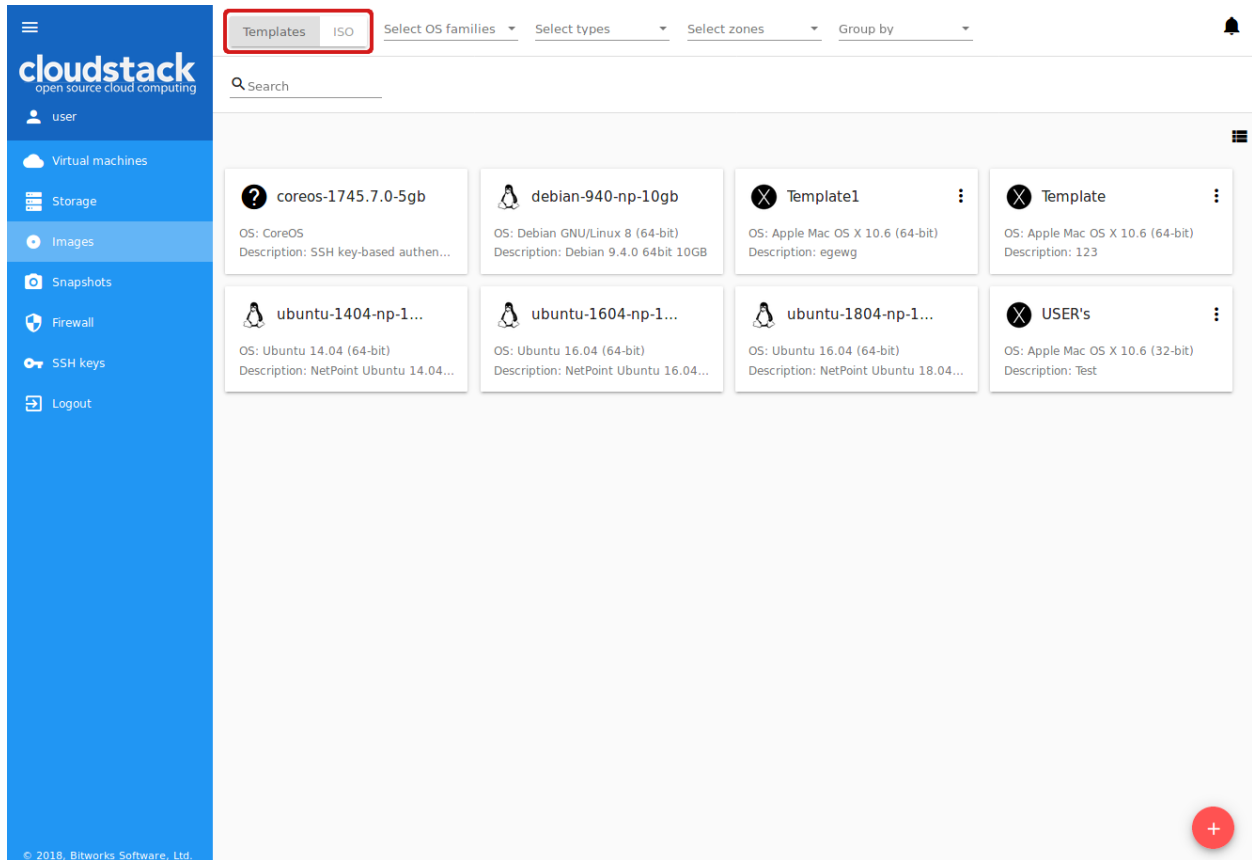 Templates ISO Select OS families Select types Select zones Group by
cloudstack
open source cloud computing
Search
user
Virtual machines
Storage
Images
Snapshots
Firewall
SSH keys
Logout
coreos-1745.7.0-5gb
OS: CoreOS
Description: SSH key-based authen...
debian-940-np-10gb
OS: Debian GNU/Linux 8 (64-bit)
Description: Debian 9.4.0 64bit 10GB
Template1
OS: Apple Mac OS X 10.6 (64-bit)
Description: egewg
Template
OS: Apple Mac OS X 10.6 (64-bit)
Description: 123
ubuntu-1404-np-1...
OS: Ubuntu 14.04 (64-bit)
Description: NetPoint Ubuntu 14.04...
ubuntu-1604-np-1...
OS: Ubuntu 16.04 (64-bit)
Description: NetPoint Ubuntu 16.04...
ubuntu-1804-np-1...
OS: Ubuntu 16.04 (64-bit)
Description: NetPoint Ubuntu 18.04...
USER's
OS: Apple Mac OS X 10.6 (32-bit)
Description: Test
© 2018, Bitworks Software, Ltd.